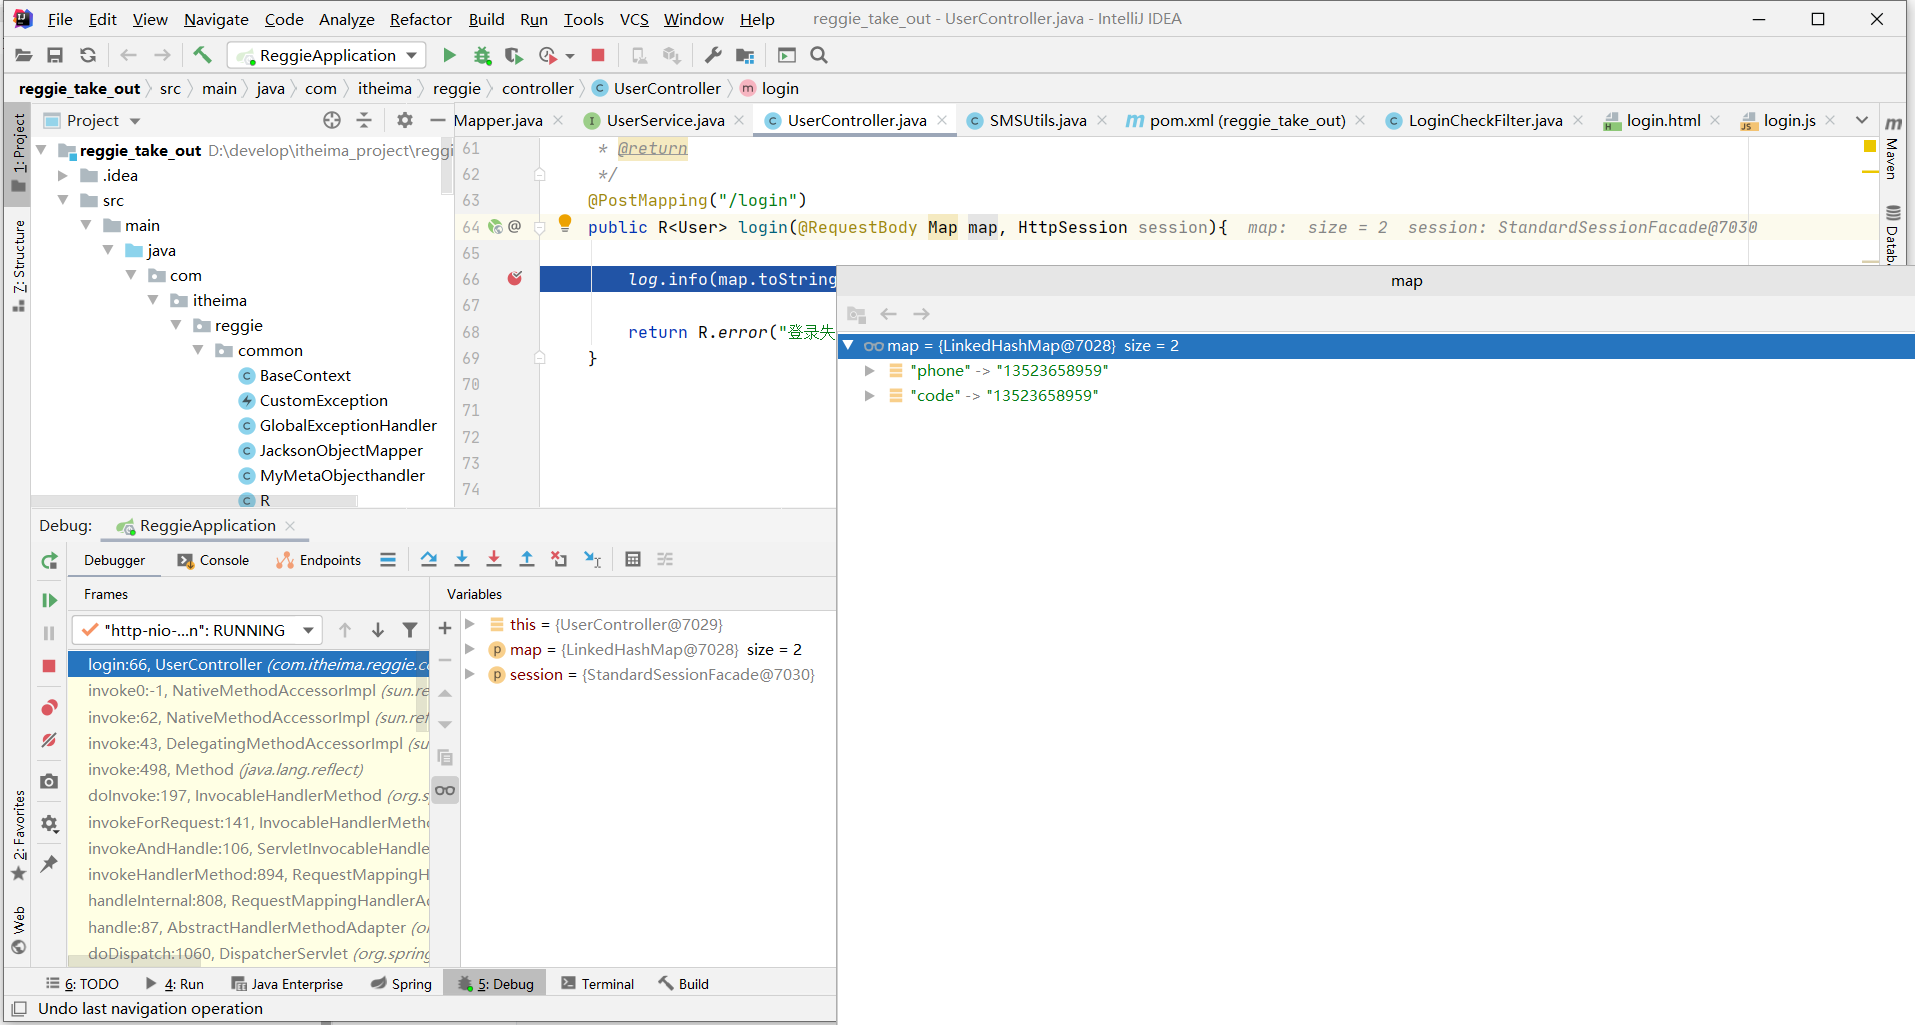 File Edit View Navigate Code Analyze Refactor Build Run Tools VCS Window Help reggie_take_out - UserController.java - IntelliJ IDEA
ReggieApplication
reggie_take_out src main java com itheima reggie controller UserController login
Project
Mapper.java UserService.java UserController.java SMSUtils.java pom.xml (reggie_take_out) LoginCheckFilter.java login.html login.js
1: Project
7: Structure
2: Favorites
Web
Maven
reggie_take_out D:\develop\itheima_project\reggi
.idea
src
main
java
com
itheima
reggie
common
BaseContext
CustomException
GlobalExceptionHandler
JacksonObjectMapper
MyMetaObjecthandler
R
61 * @return
62 */
63 @PostMapping("/login")
64 public R<User> login(@RequestBody Map map, HttpSession session){ map: size = 2 session: StandardSessionFacade@7030
65
66 log.info(map.toString
67
68 return R.error("登录失
69 }
70
71
72
73
74
map
map = {LinkedHashMap@7028} size = 2
"phone" -> "13523658959"
"code" -> "13523658959"
Debug: ReggieApplication
Debugger Console Endpoints
Frames
"http-nio-...n": RUNNING
login:66, UserController (com.itheima.reggie.c
invoke0:-1, NativeMethodAccessorImpl (sun.re
invoke:62, NativeMethodAccessorImpl (sun.ref
invoke:43, DelegatingMethodAccessorImpl (su
invoke:498, Method (java.lang.reflect)
doInvoke:197, InvocableHandlerMethod (org.s
invokeForRequest:141, InvocableHandlerMetho
invokeAndHandle:106, ServletInvocableHandle
invokeHandlerMethod:894, RequestMappingH
handleInternal:808, RequestMappingHandlerAd
handle:87, AbstractHandlerMethodAdapter (or
doDispatch:1060, DispatcherServlet (org.spring
Variables
this = {UserController@7029}
map = {LinkedHashMap@7028} size = 2
session = {StandardSessionFacade@7030}
6: TODO 4: Run Java Enterprise Spring 5: Debug Terminal Build
Undo last navigation operation